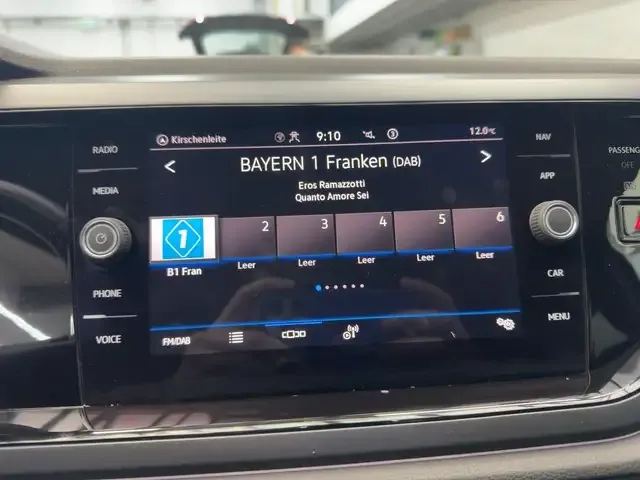 RADIO
MEDIA
PHONE
VOICE
Kirschenleite
9:10
3
12.0°C
BAYERN 1 Franken (DAB)
Eros Ramazzotti
Quanto Amore Sei
1
2
3
4
5
6
B1 Fran
Leer
Leer
Leer
Leer
Leer
FM/DAB
NAV
APP
CAR
MENU
PASSENG
OFF